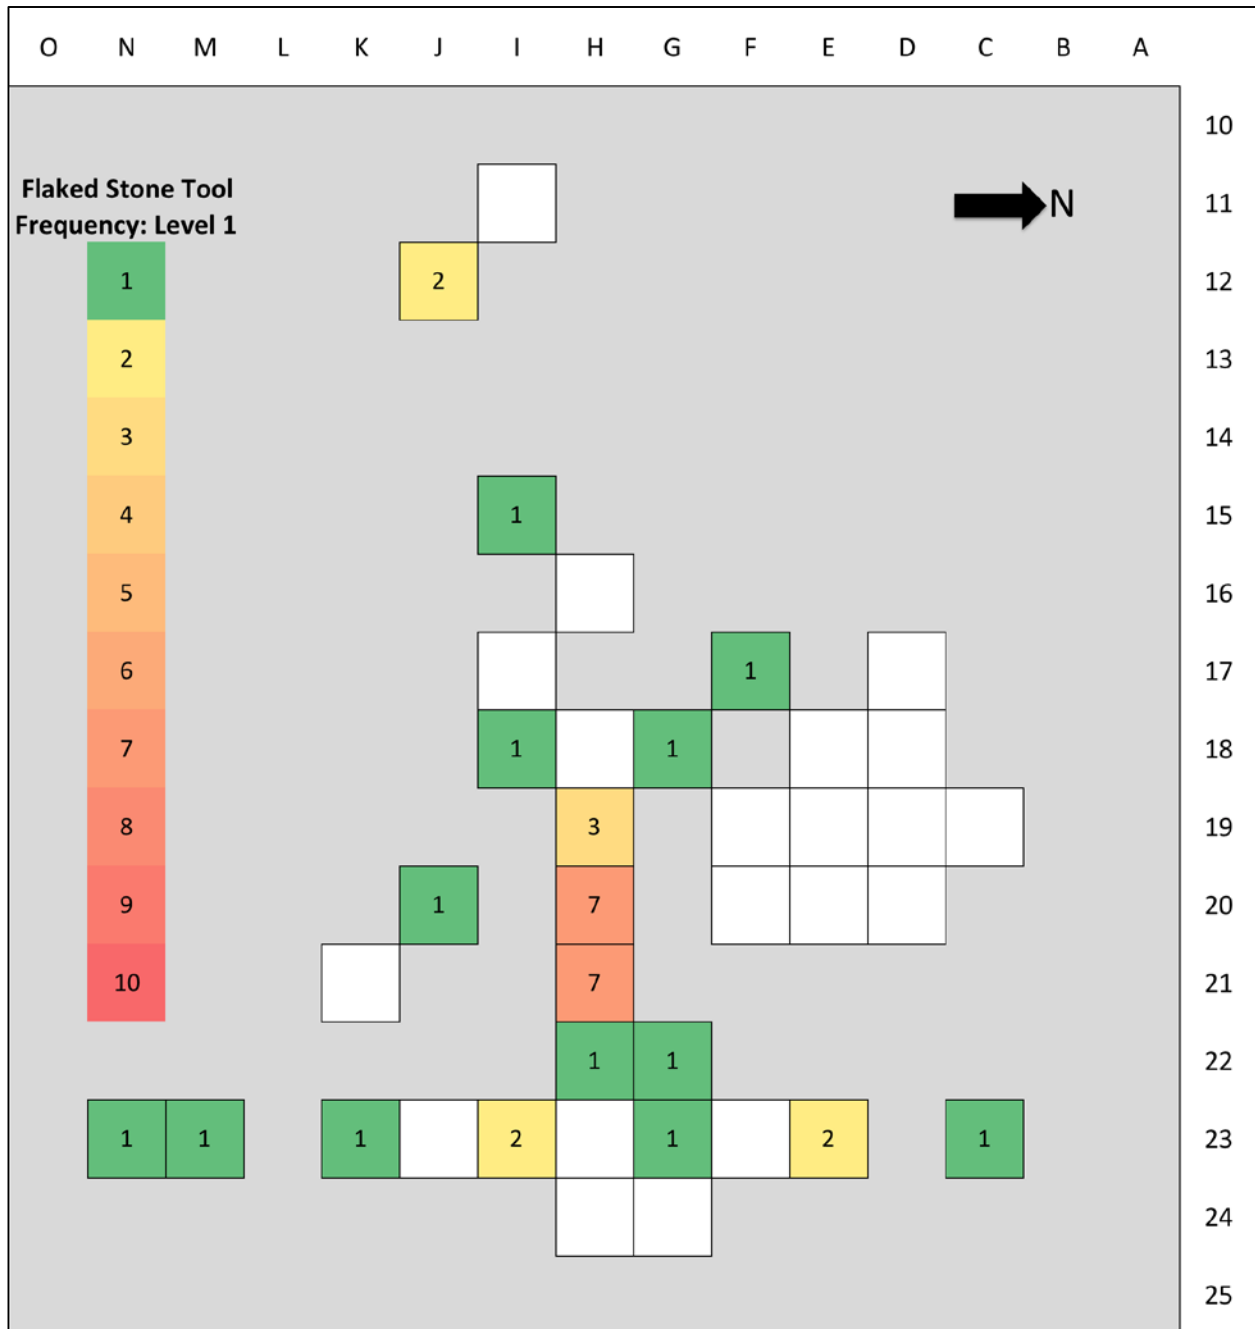 O N M L K J I H G F E D C B A
10
Flaked Stone Tool
Frequency: Level 1
N 11
1 2 12
2 13
3 14
4 1 15
5 16
6 1 17
7 1 1 18
8 3 19
9 1 7 20
10 7 21
1 1 22
1 1 1 2 1 2 1 23
24
25